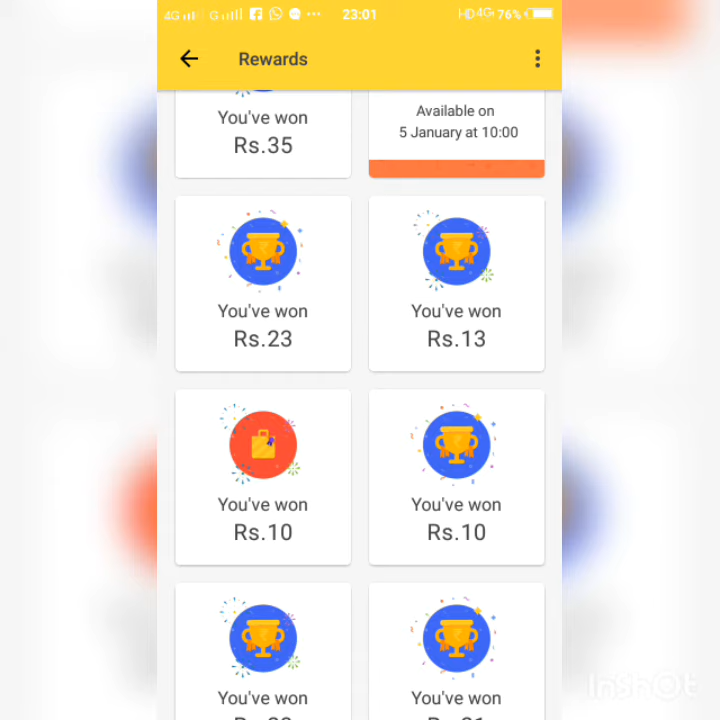 4G G 23:01 HD 4G 76%
Rewards
You've won
Rs.35
Available on
5 January at 10:00
You've won
Rs.23
You've won
Rs.13
You've won
Rs.10
You've won
Rs.10
You've won
You've won
InShOt